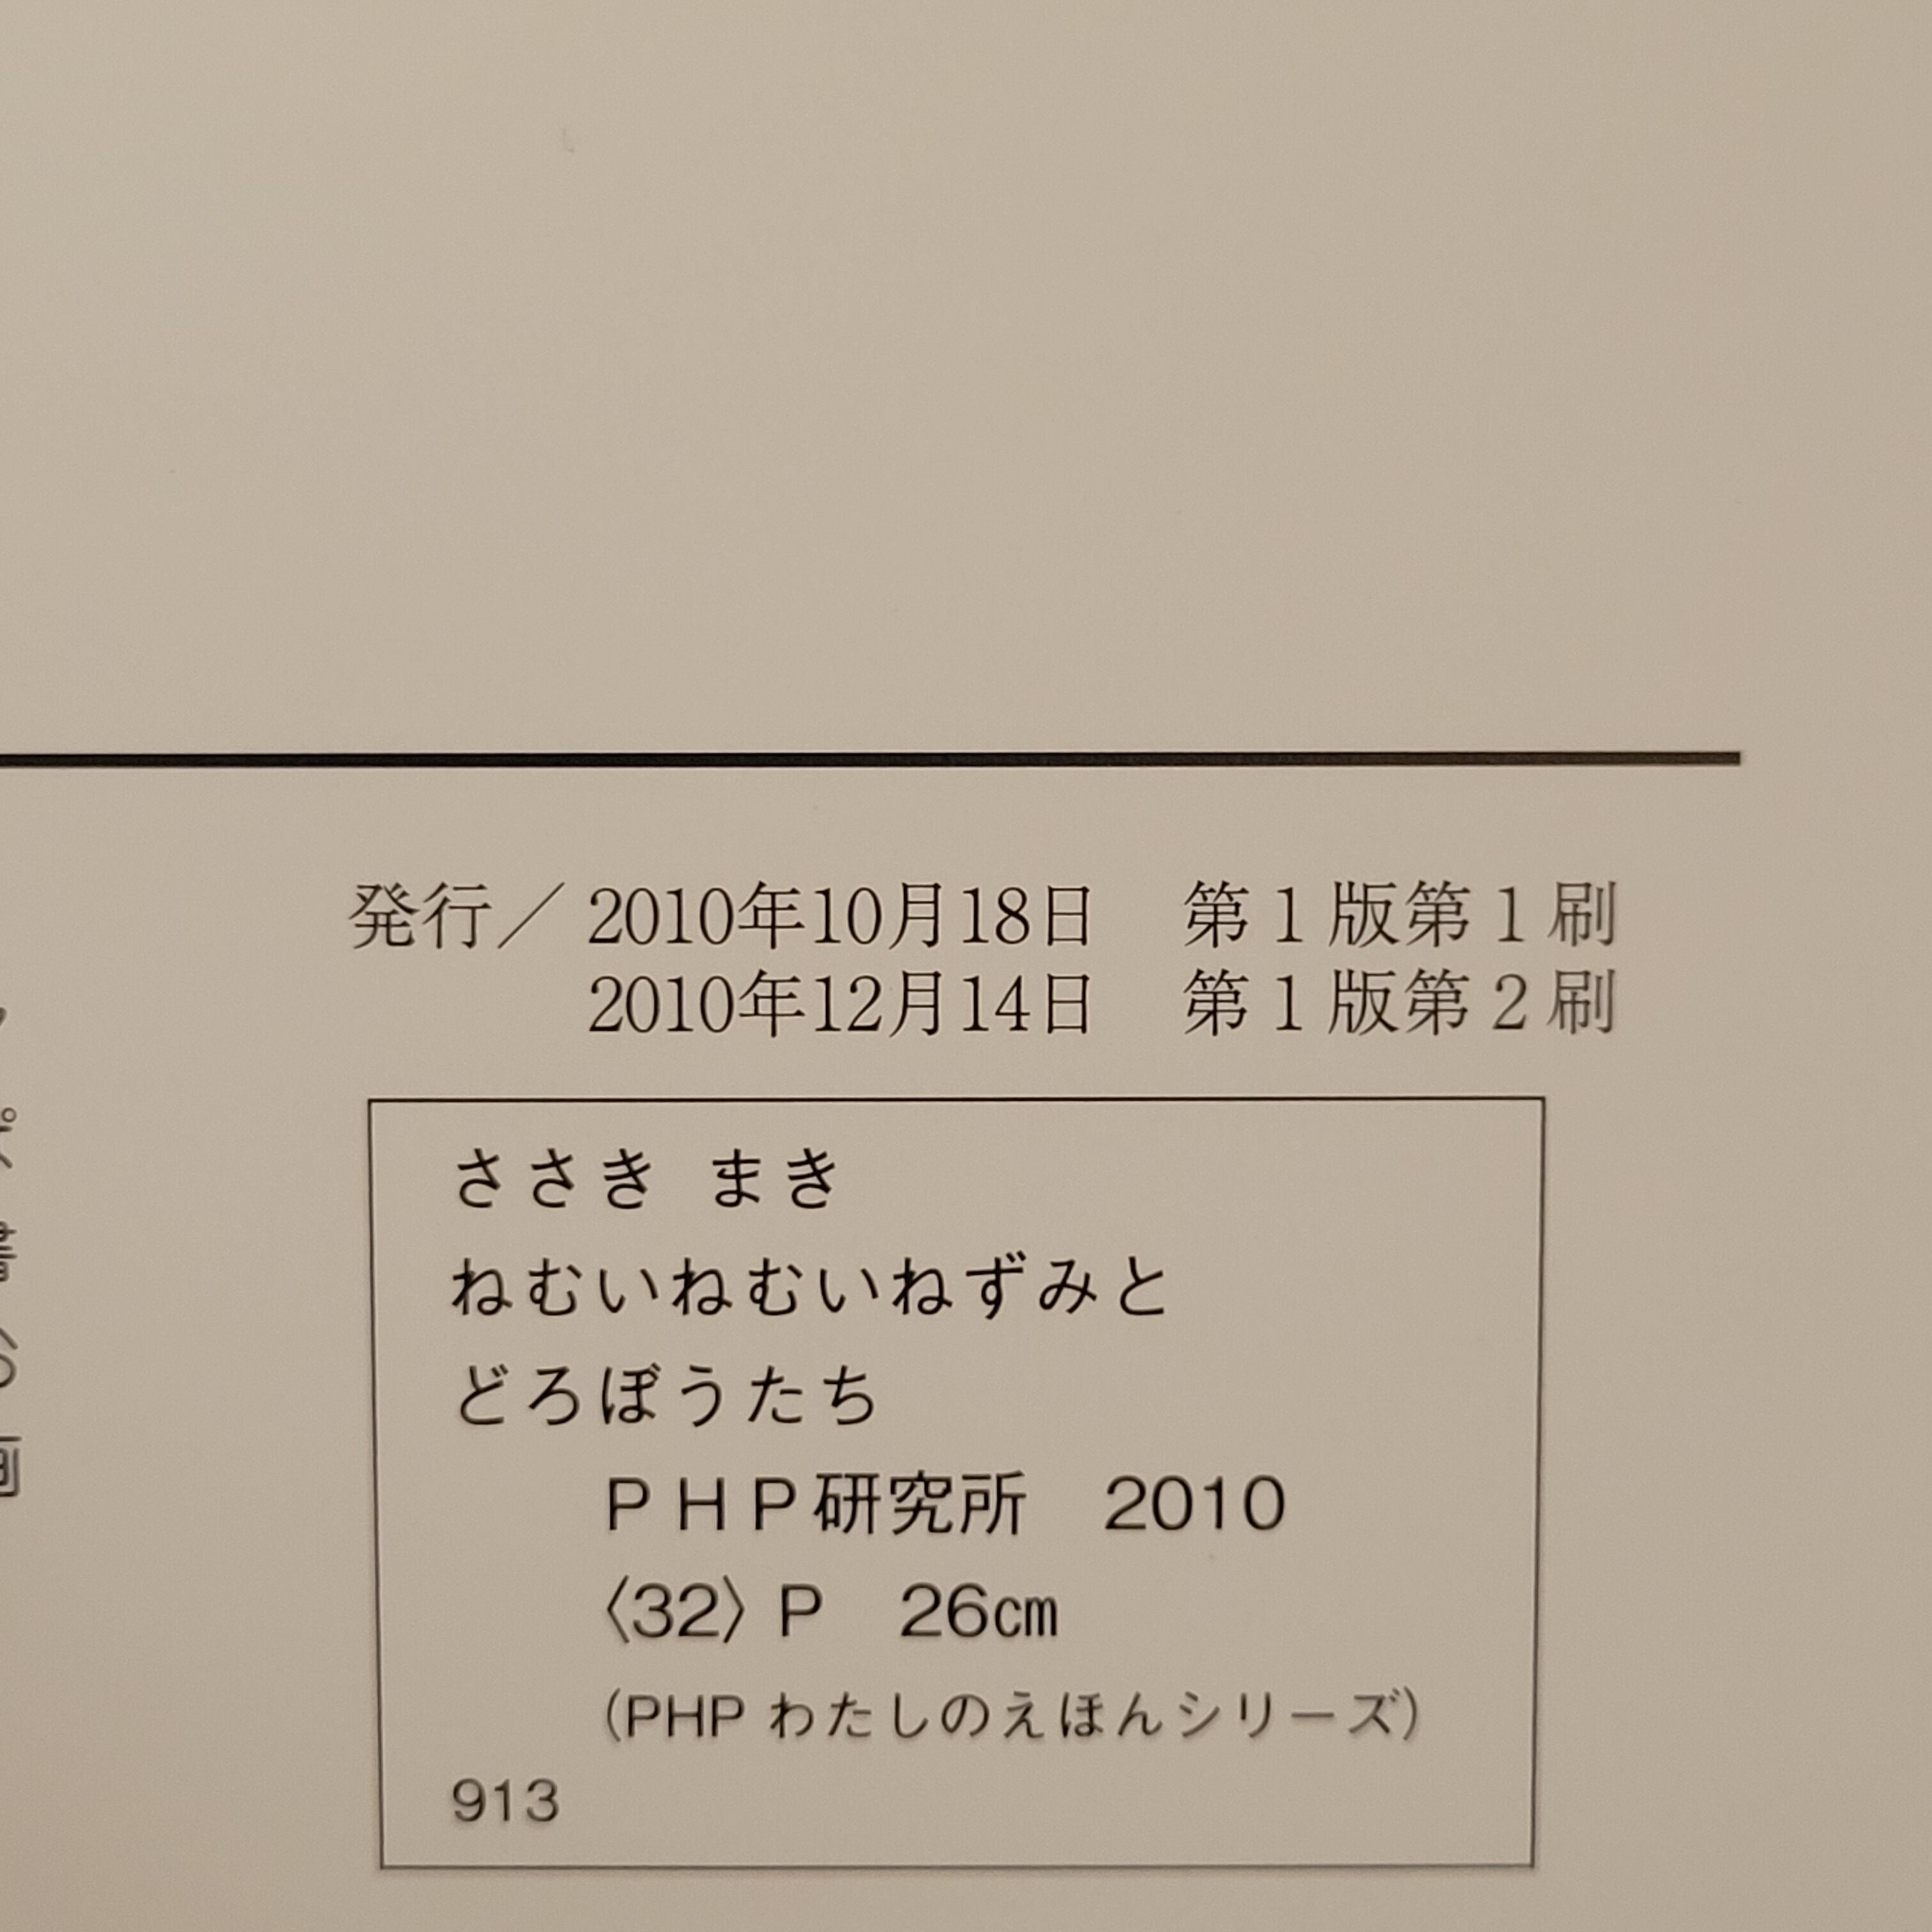 発行／2010年10月18日　第１版第１刷
2010年12月14日　第１版第２刷
ささき まき
ねむいねむいねずみと
どろぼうたち
ＰＨＰ研究所　2010
〈32〉P　26㎝
(PHP わたしのえほんシリーズ)
913